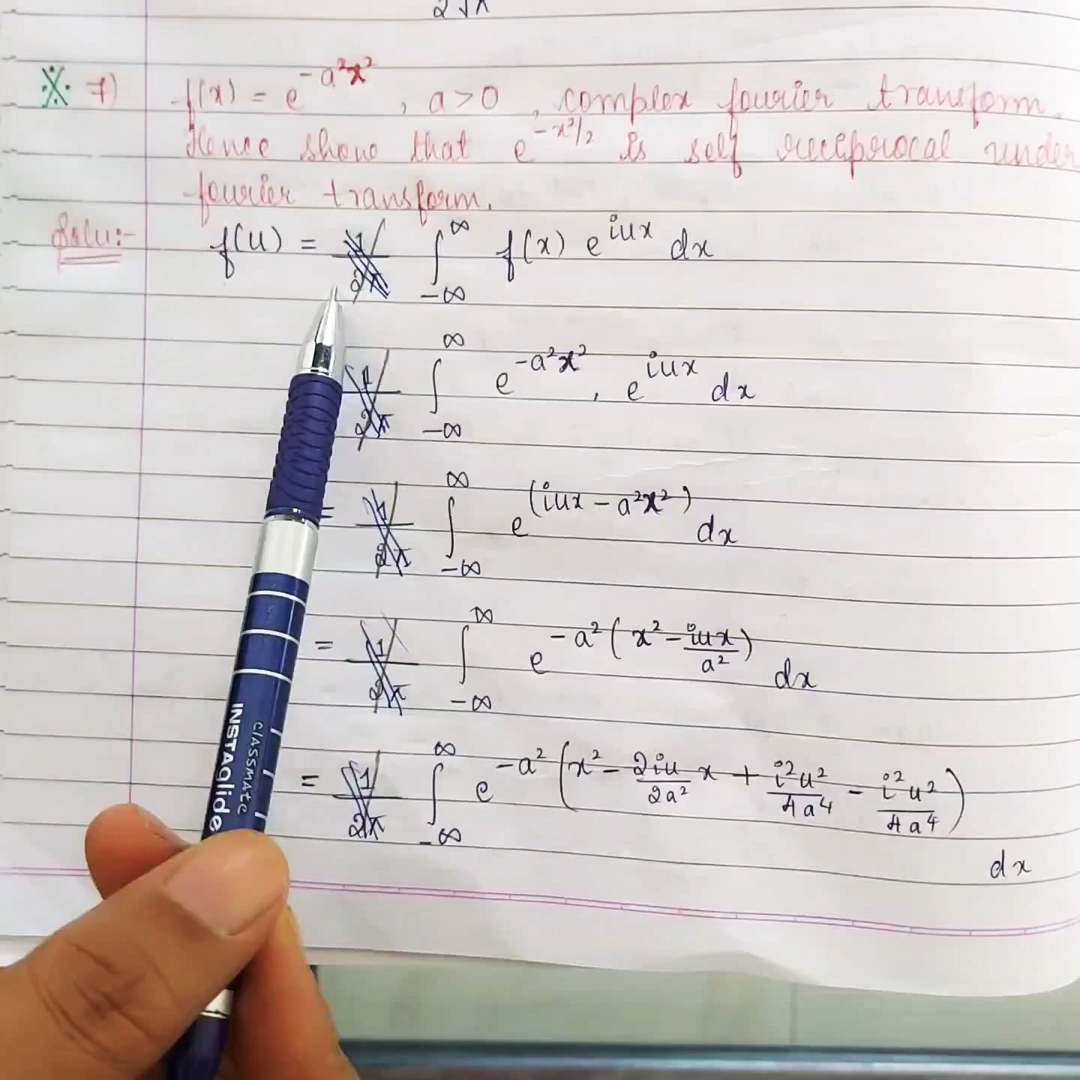 2√x
※ 7) f(x) = e^{-a²x²}, a > 0, complex fourier transform.
Hence show that e^{-x²/2} is self reciprocal under
fourier transform.
Solu:- f(u) = 1/2π ∫_{-∞}^{∞} f(x) e^{iux} dx
1/2π ∫_{-∞}^{∞} e^{-a²x²} . e^{iux} dx
= 1/2π ∫_{-∞}^{∞} e^{(iux - a²x²)} dx
= 1/2π ∫_{-∞}^{∞} e^{-a²(x² - iux/a²)} dx
= 1/2π ∫_{-∞}^{∞} e^{-a²(x² - 2iu/2a² x + i²u²/4a⁴ - i²u²/4a⁴)}
dx
CLASSMATE
INSTAglide